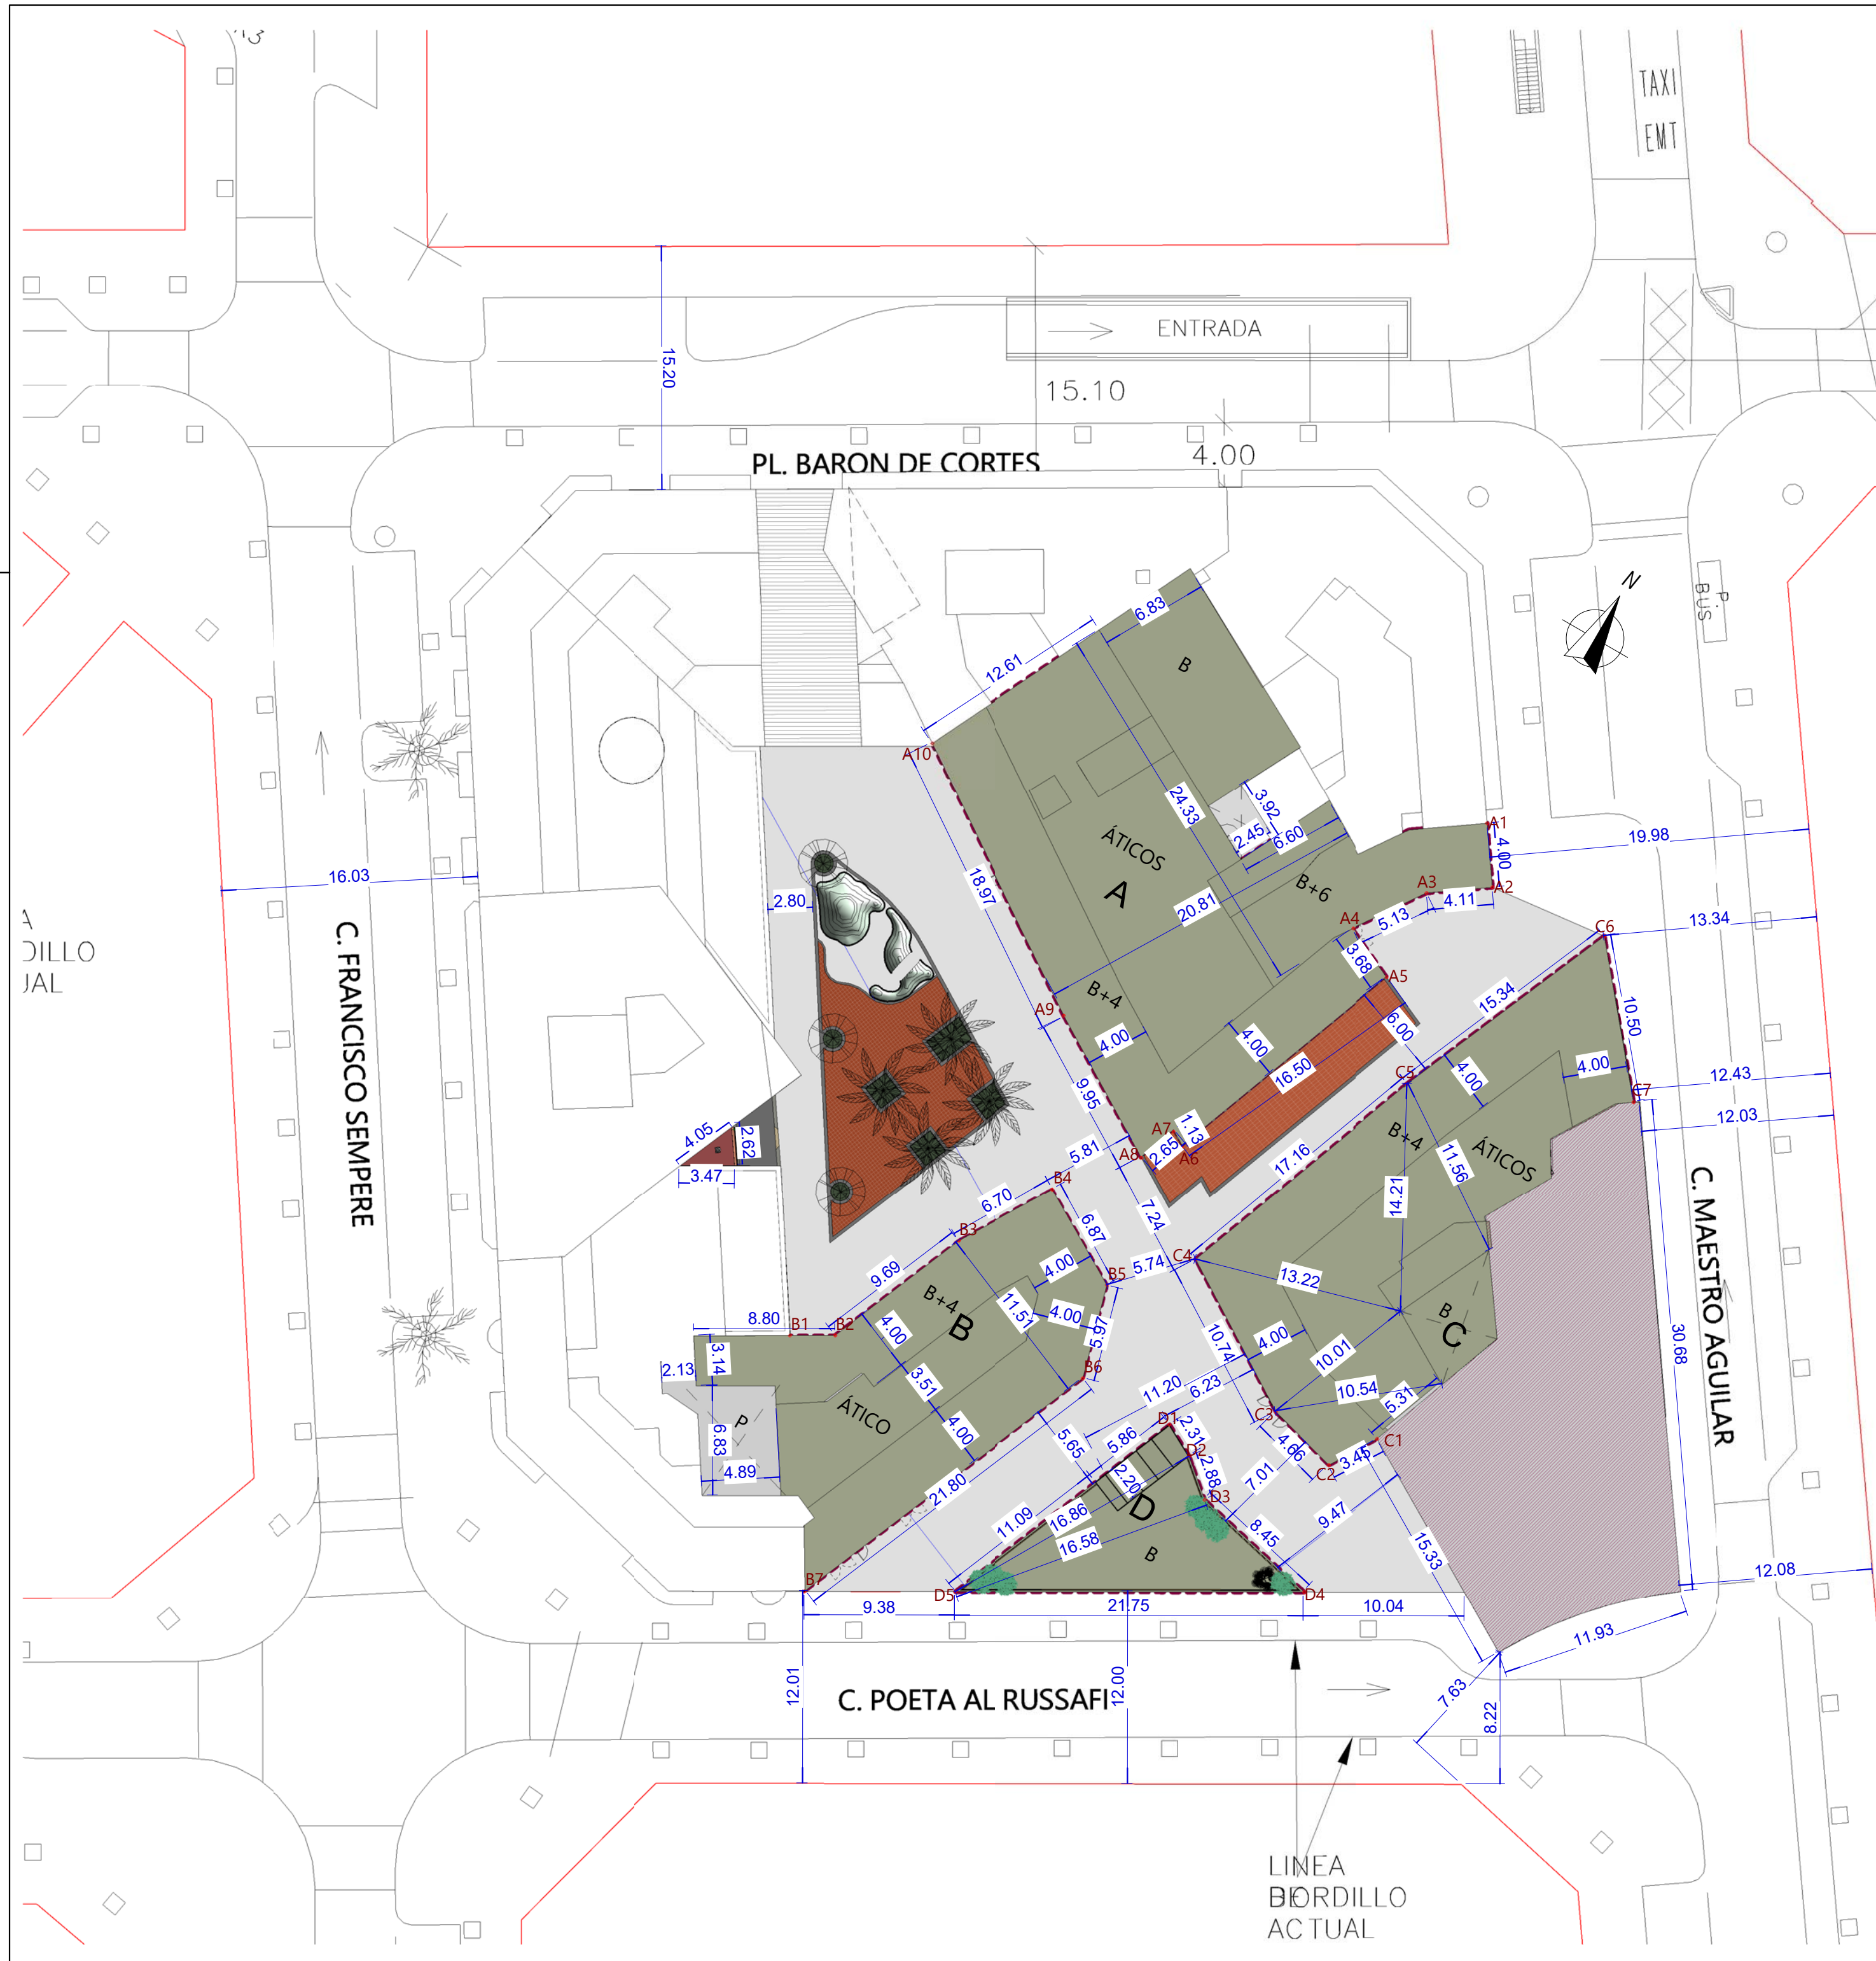 TAXI
EMT
15.20
ENTRADA
15.10
4.00
PL. BARON DE CORTES
N
P
BUS
6.83
12.61
B
A10
24.33
3.92
2.45
6.60
ÁTICOS
A
B+6
20.81
18.97
A1
4.00
19.98
A2
A3
4.11
A4
5.13
3.68
A5
C6
13.34
16.03
2.80
C. FRANCISCO SEMPERE
A
DILLO
JAL
B+4
A9
4.00
4.00
16.50
6.00
15.34
10.50
9.95
C5
4.00
4.00
12.43
C7
12.03
4.05
2.62
3.47
A7
1.13
A8
2.65
A6
5.81
17.16
B+4
ÁTICOS
11.56
14.21
B4
6.70
B3
6.87
7.24
C4
5.74
B5
13.22
9.69
4.00
B+4
B
11.51
4.00
5.97
8.80
B1
B2
4.00
3.14
2.13
3.51
B6
ÁTICO
4.00
P
6.83
4.89
21.80
10.74
4.00
10.01
B
C
10.54
5.31
11.20
6.23
C3
4.66
C1
3.45
C2
30.68
C. MAESTRO AGUILAR
D1
2.31
D2
5.86
5.65
2.20
2.88
D3
D
7.01
11.09
16.86
16.58
8.45
9.47
B
15.33
B7
D5
D4
9.38
21.75
10.04
12.08
11.93
12.01
12.00
C. POETA AL RUSSAFI
7.63
8.22
LINEA
DE
BORDILLO
ACTUAL